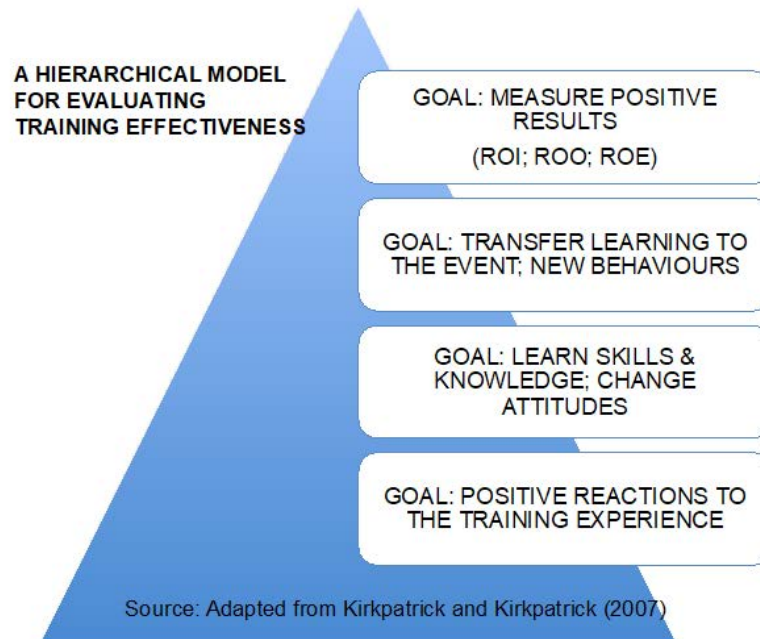 A HIERARCHICAL MODEL
FOR EVALUATING
TRAINING EFFECTIVENESS
GOAL: MEASURE POSITIVE
RESULTS
(ROI; ROO; ROE)
GOAL: TRANSFER LEARNING TO
THE EVENT; NEW BEHAVIOURS
GOAL: LEARN SKILLS &
KNOWLEDGE; CHANGE
ATTITUDES
GOAL: POSITIVE REACTIONS TO
THE TRAINING EXPERIENCE
Source: Adapted from Kirkpatrick and Kirkpatrick (2007)